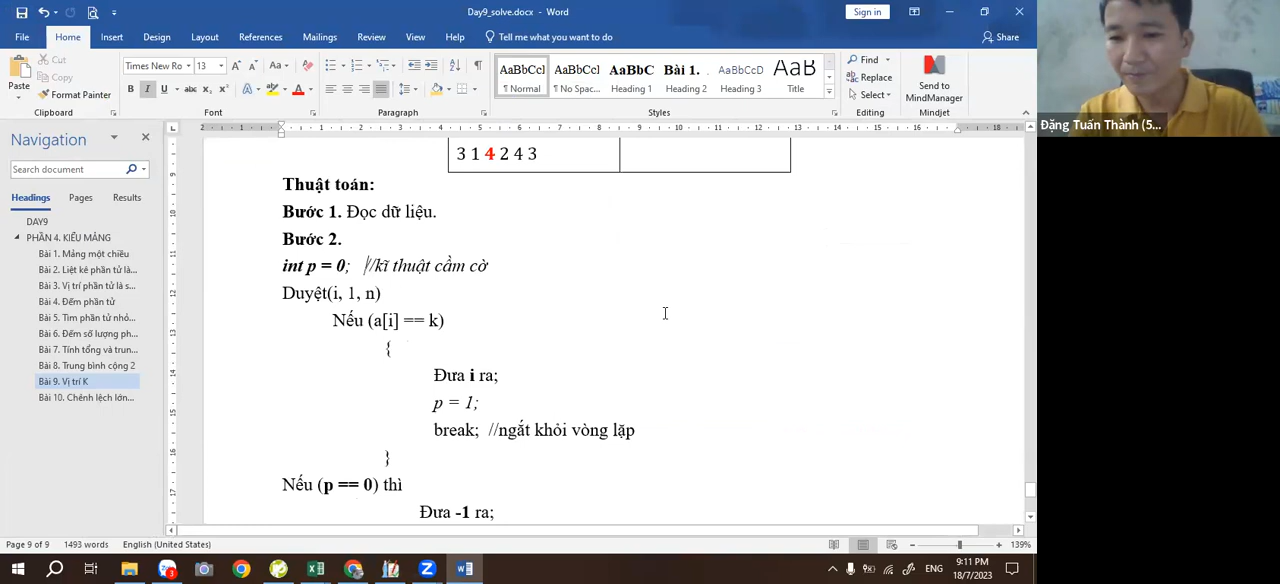 Day9_solve.docx - Word
Sign in
File Home Insert Design Layout References Mailings Review View Help Tell me what you want to do Share
Paste
Cut
Copy
Format Painter
Clipboard
Times New Ro 13
Font
Paragraph
AaBbCcI AaBbCcI AaBbC Bài 1. AaBbCcD AaB
¶ Normal ¶ No Spac... Heading 1 Heading 2 Heading 3 Title
Styles
Find
Replace
Select
Editing
Send to
MindManager
Mindjet
Đặng Tuấn Thành (5...
Navigation
Search document
Headings Pages Results
DAY9
PHẦN 4. KIỂU MẢNG
Bài 1. Mảng một chiều
Bài 2. Liệt kê phần tử là...
Bài 3. Vị trí phần tử là s...
Bài 4. Đếm phần tử
Bài 5. Tìm phần tử nhỏ...
Bài 6. Đếm số lượng ph...
Bài 7. Tính tổng và trun...
Bài 8. Trung bình cộng 2
Bài 9. Vị trí K
Bài 10. Chênh lệch lớn...
3 1 4 2 4 3
Thuật toán:
Bước 1. Đọc dữ liệu.
Bước 2.
int p = 0; //kĩ thuật cầm cờ
Duyệt(i, 1, n)
Nếu (a[i] == k)
{
Đưa i ra;
p = 1;
break; //ngắt khỏi vòng lặp
}
Nếu (p == 0) thì
Đưa -1 ra;
Page 9 of 9 1493 words English (United States)
139%
ENG
9:11 PM
18/7/2023